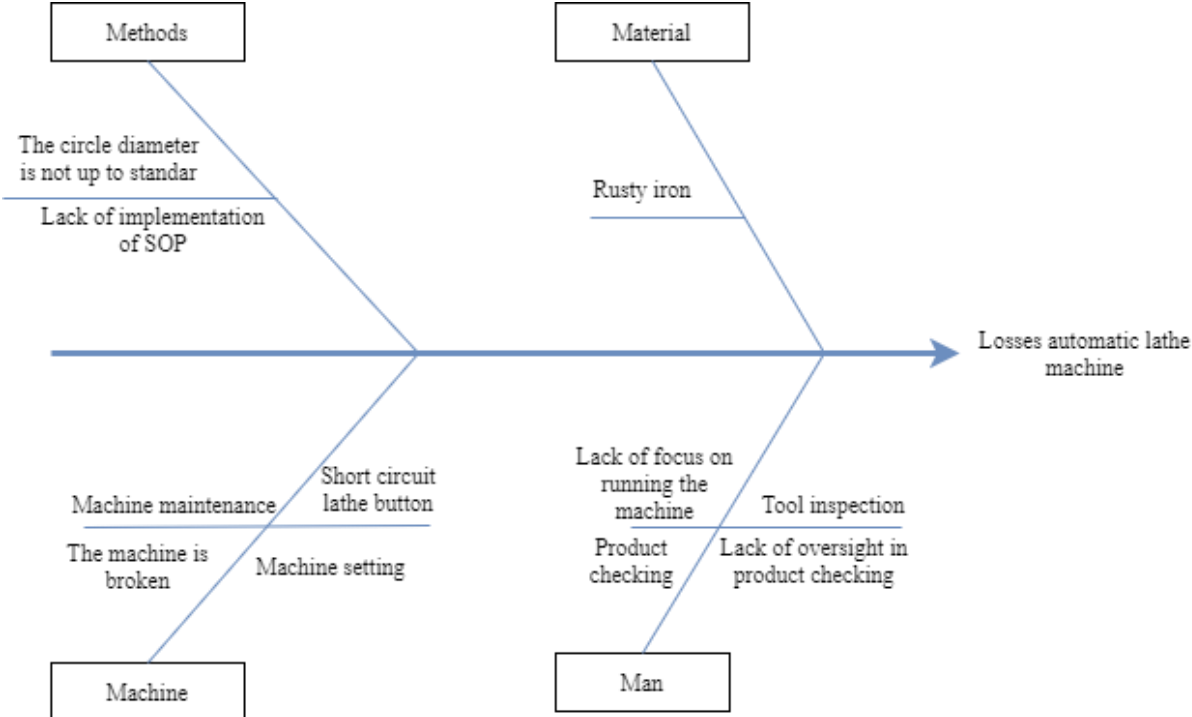 Methods
Material
The circle diameter
is not up to standar
Lack of implementation
of SOP
Rusty iron
Losses automatic lathe
machine
Machine maintenance
Short circuit
lathe button
The machine is
broken
Machine setting
Lack of focus on
running the
machine
Tool inspection
Product
checking
Lack of oversight in
product checking
Machine
Man